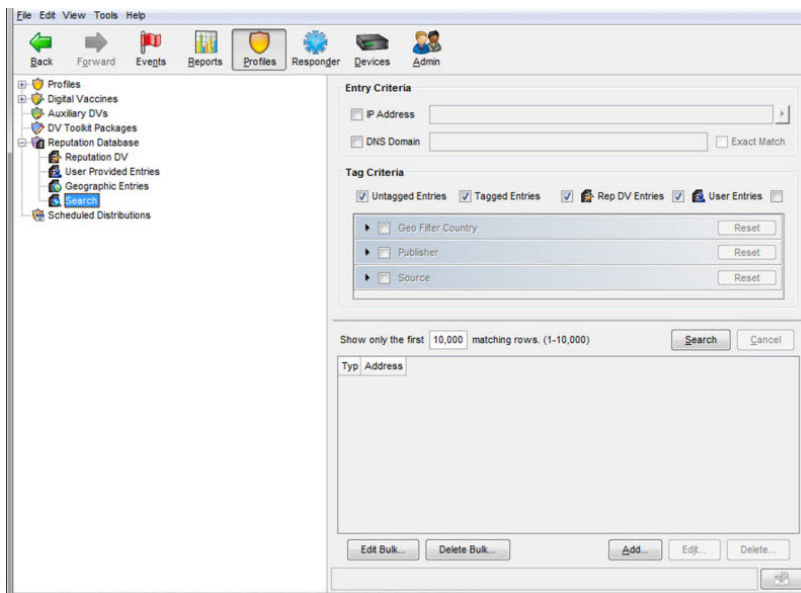 File Edit View Tools Help
Back Forward Events Reports Profiles Responder Devices Admin
Profiles
Digital Vaccines
Auxiliary DVs
DV Toolkit Packages
Reputation Database
Reputation DV
User Provided Entries
Geographic Entries
Search
Scheduled Distributions
Entry Criteria
IP Address
DNS Domain Exact Match
Tag Criteria
Untagged Entries Tagged Entries Rep DV Entries User Entries
Geo Filter Country Reset
Publisher Reset
Source Reset
Show only the first 10,000 matching rows. (1-10,000) Search Cancel
Typ Address
Edit Bulk... Delete Bulk... Add... Edit... Delete...